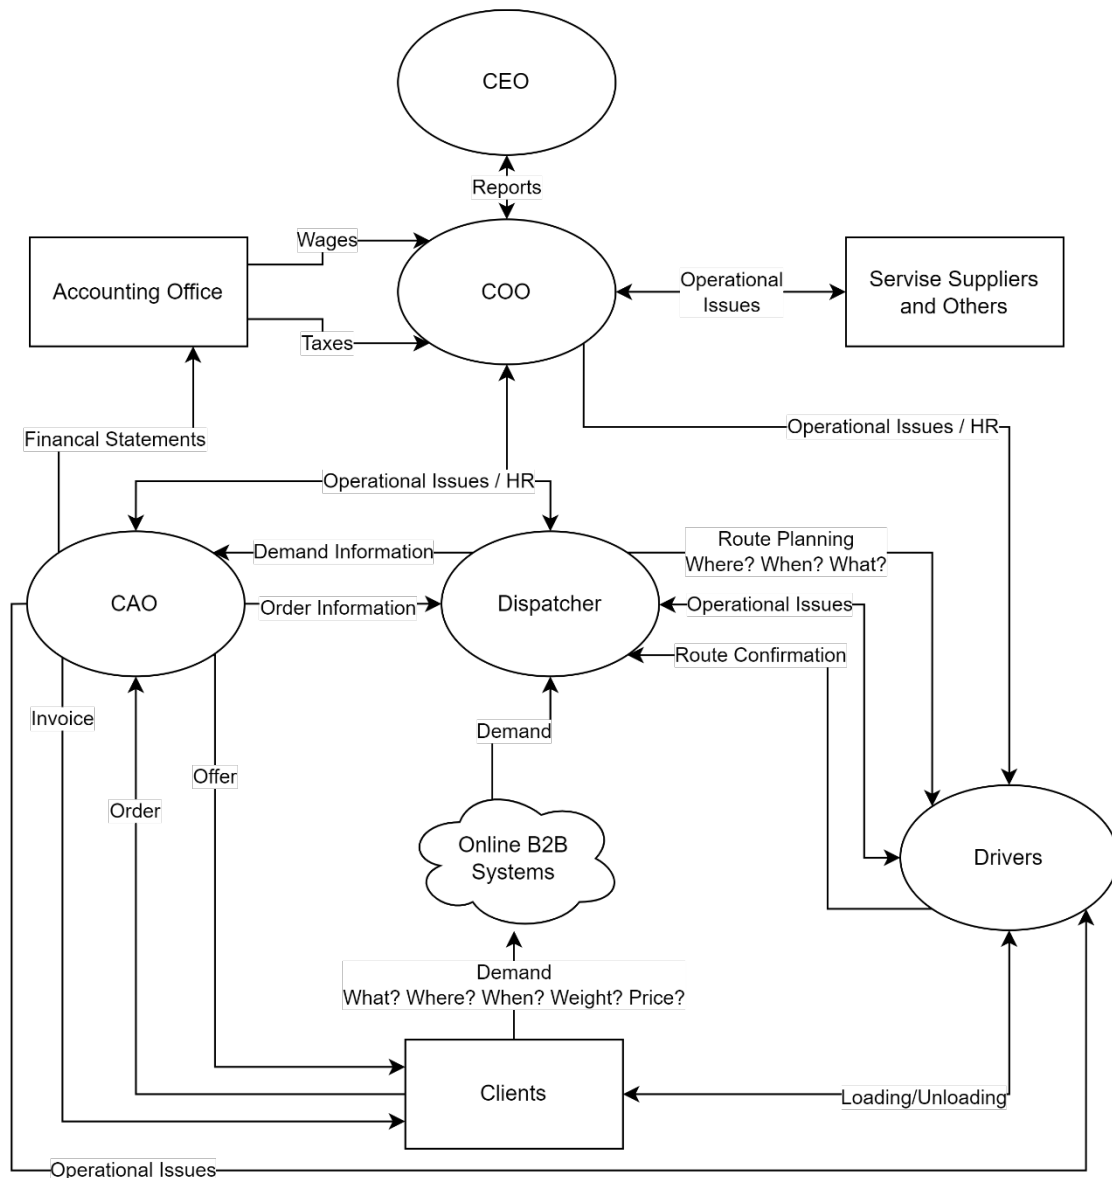 CEO
Reports
Wages
Accounting Office
COO
Operational
Issues
Servise Suppliers
and Others
Taxes
Financal Statements
Operational Issues / HR
Operational Issues / HR
Demand Information
Route Planning
Where? When? What?
CAO
Order Information
Dispatcher
Operational Issues
Route Confirmation
Invoice
Demand
Offer
Order
Online B2B
Systems
Drivers
Demand
What? Where? When? Weight? Price?
Clients
Loading/Unloading
Operational Issues